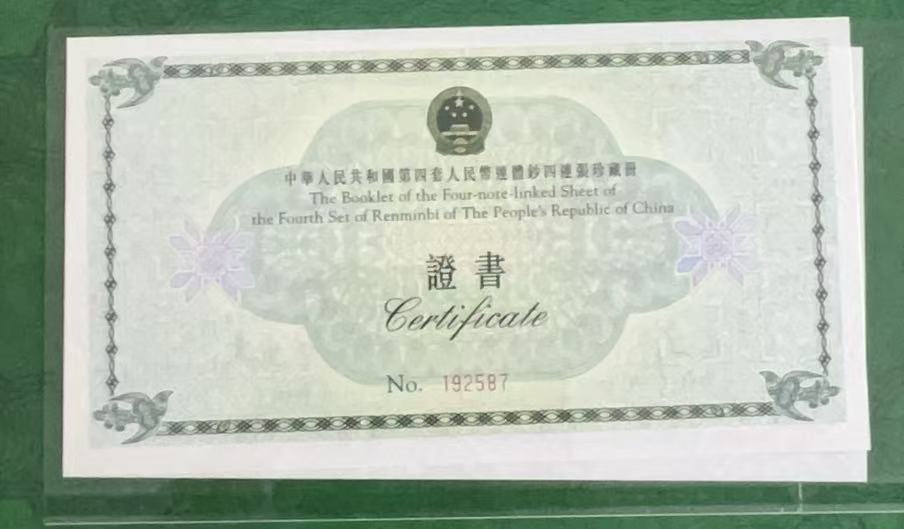 中華人民共和國第四套人民幣連體鈔四連張珍藏冊
The Booklet of the Four-note-linked Sheet of
the Fourth Set of Renminbi of The People's Republic of China
證書
Certificate
No. 192587